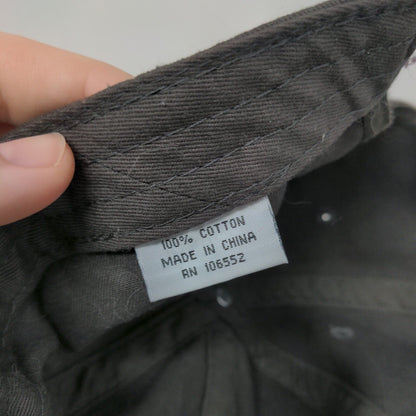 100% COTTON
MADE IN CHINA
RN 106552